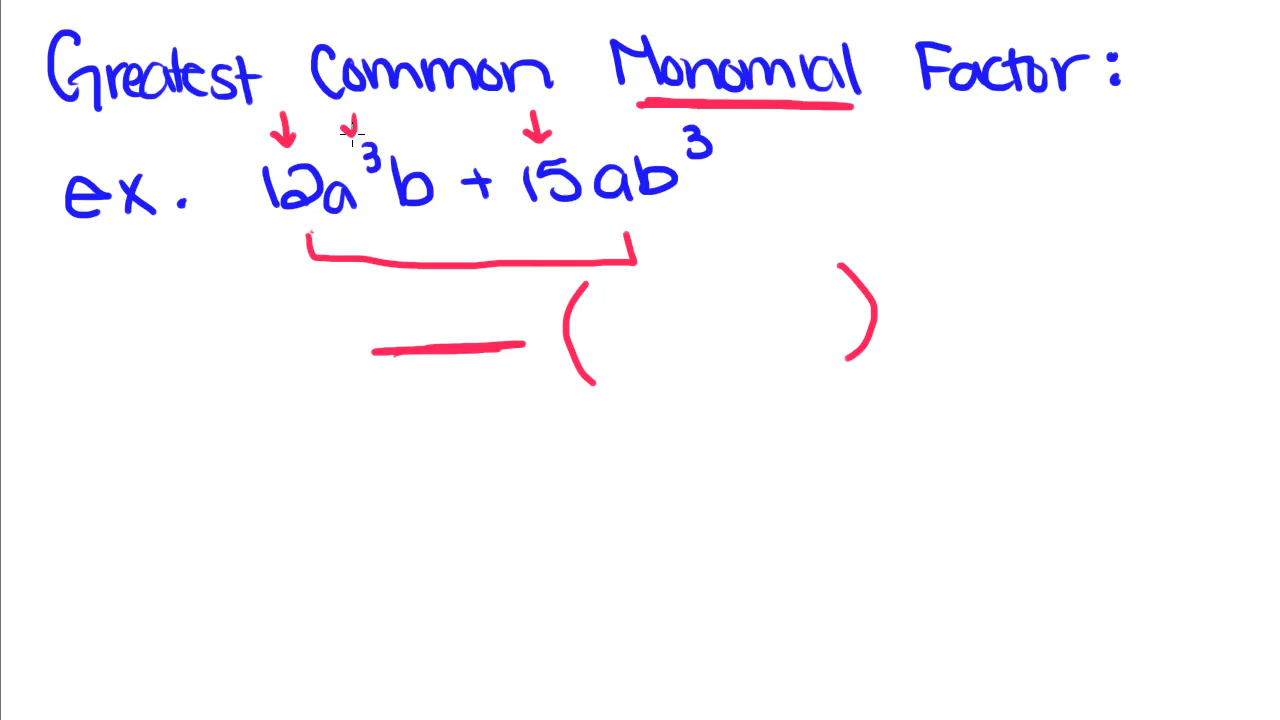 Greatest Common Monomial Factor:
ex. 12a³b + 15ab³
( )